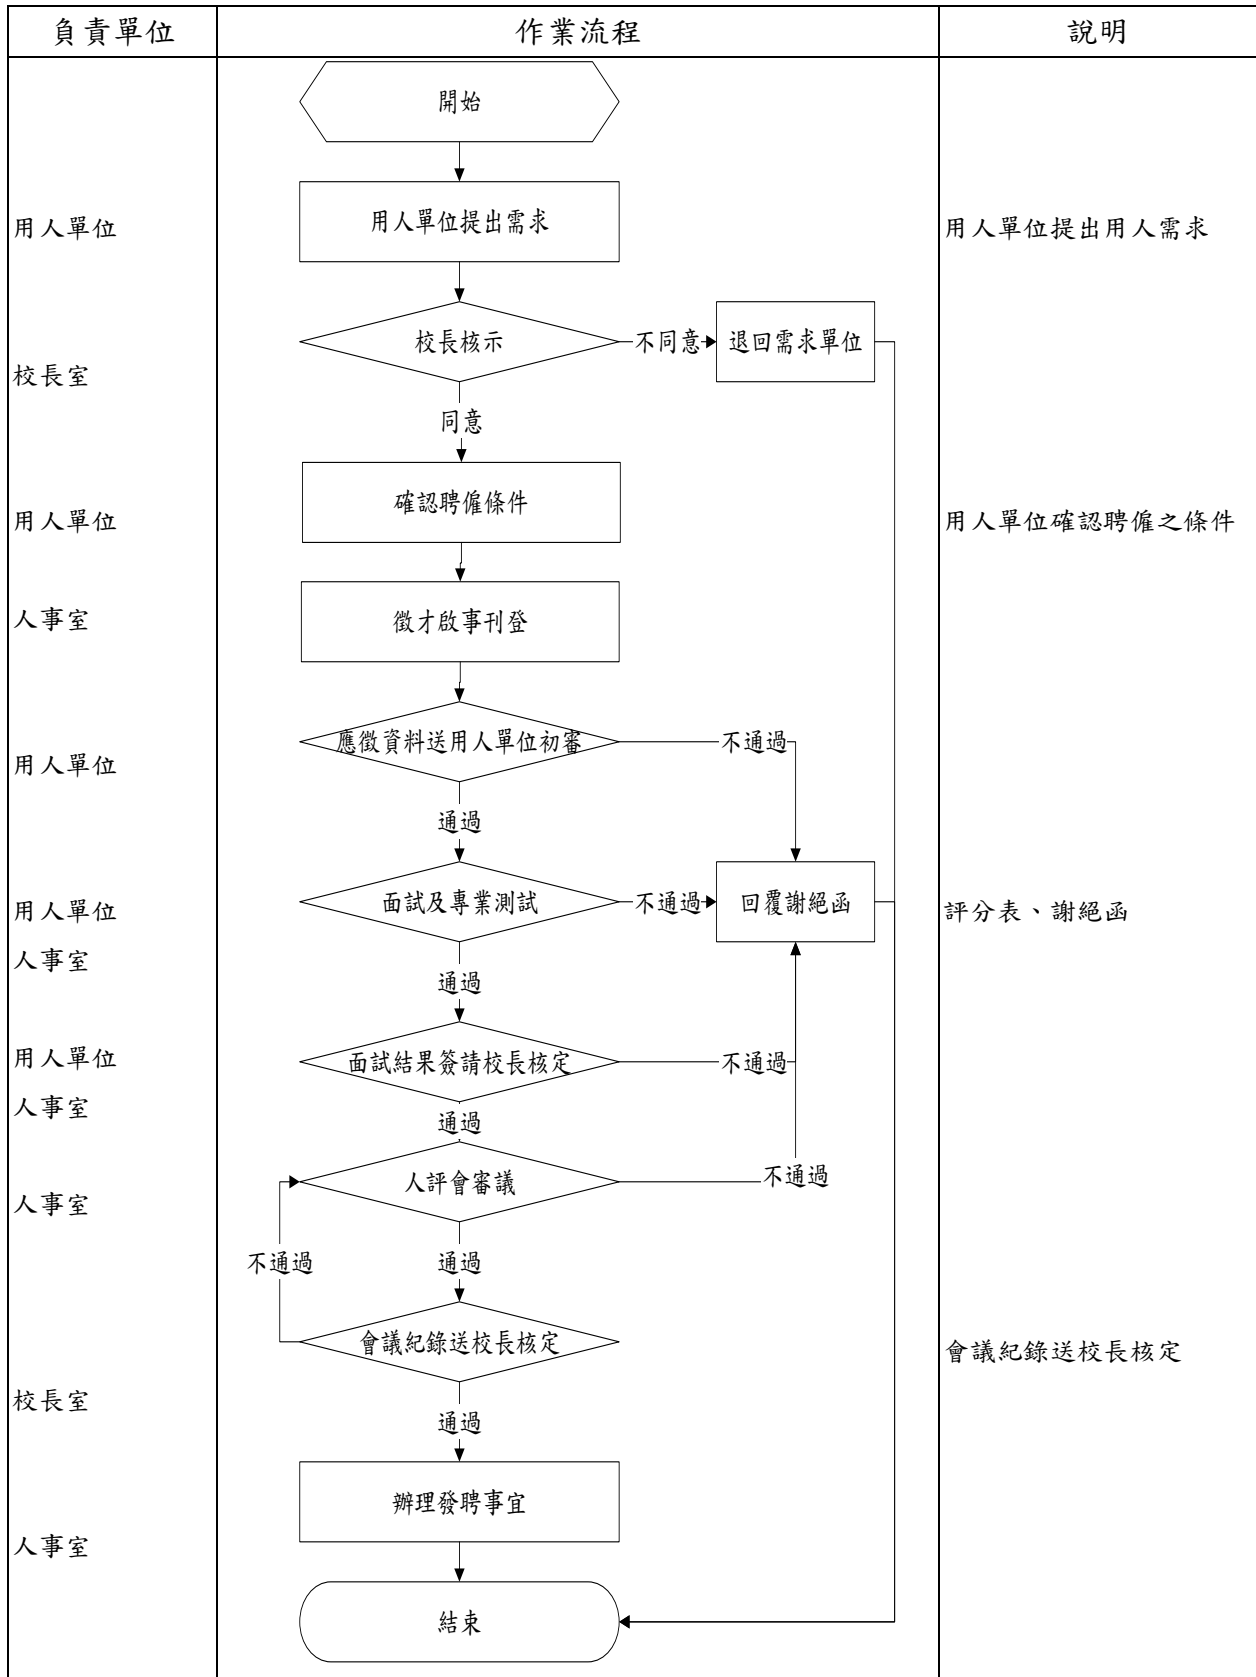 負責單位
作業流程
說明
開始
用人單位
用人單位提出需求
用人單位提出用人需求
校長室
校長核示
不同意
退回需求單位
同意
用人單位
確認聘僱條件
用人單位確認聘僱之條件
人事室
徵才啟事刊登
用人單位
應徵資料送用人單位初審
不通過
通過
用人單位
人事室
面試及專業測試
不通過
回覆謝絕函
評分表、謝絕函
通過
用人單位
人事室
面試結果簽請校長核定
不通過
通過
人事室
人評會審議
不通過
不通過
通過
會議紀錄送校長核定
會議紀錄送校長核定
校長室
通過
辦理發聘事宜
人事室
結束